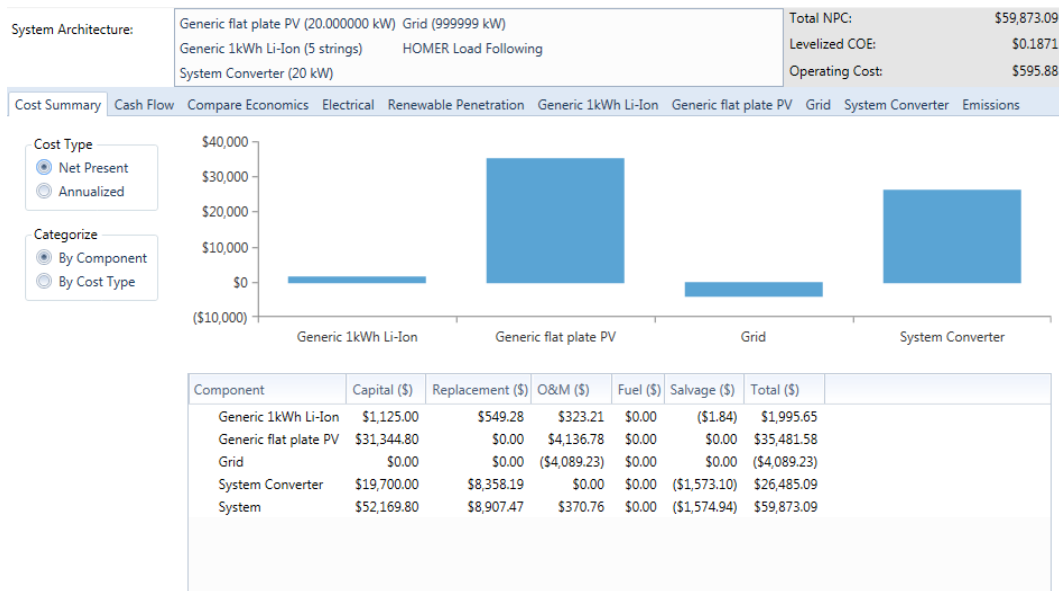 System Architecture:
Generic flat plate PV (20.000000 kW) Grid (999999 kW)
Generic 1kWh Li-Ion (5 strings) HOMER Load Following
System Converter (20 kW)
Total NPC: $59,873.09
Levelized COE: $0.1871
Operating Cost: $595.88
Cost Summary Cash Flow Compare Economics Electrical Renewable Penetration Generic 1kWh Li-Ion Generic flat plate PV Grid System Converter Emissions
Cost Type
Net Present
Annualized
Categorize
By Component
By Cost Type
$40,000
$30,000
$20,000
$10,000
$0
($10,000)
Generic 1kWh Li-Ion Generic flat plate PV Grid System Converter
Component Capital ($) Replacement ($) O&M ($) Fuel ($) Salvage ($) Total ($)
Generic 1kWh Li-Ion $1,125.00 $549.28 $323.21 $0.00 ($1.84) $1,995.65
Generic flat plate PV $31,344.80 $0.00 $4,136.78 $0.00 $0.00 $35,481.58
Grid $0.00 $0.00 ($4,089.23) $0.00 $0.00 ($4,089.23)
System Converter $19,700.00 $8,358.19 $0.00 $0.00 ($1,573.10) $26,485.09
System $52,169.80 $8,907.47 $370.76 $0.00 ($1,574.94) $59,873.09